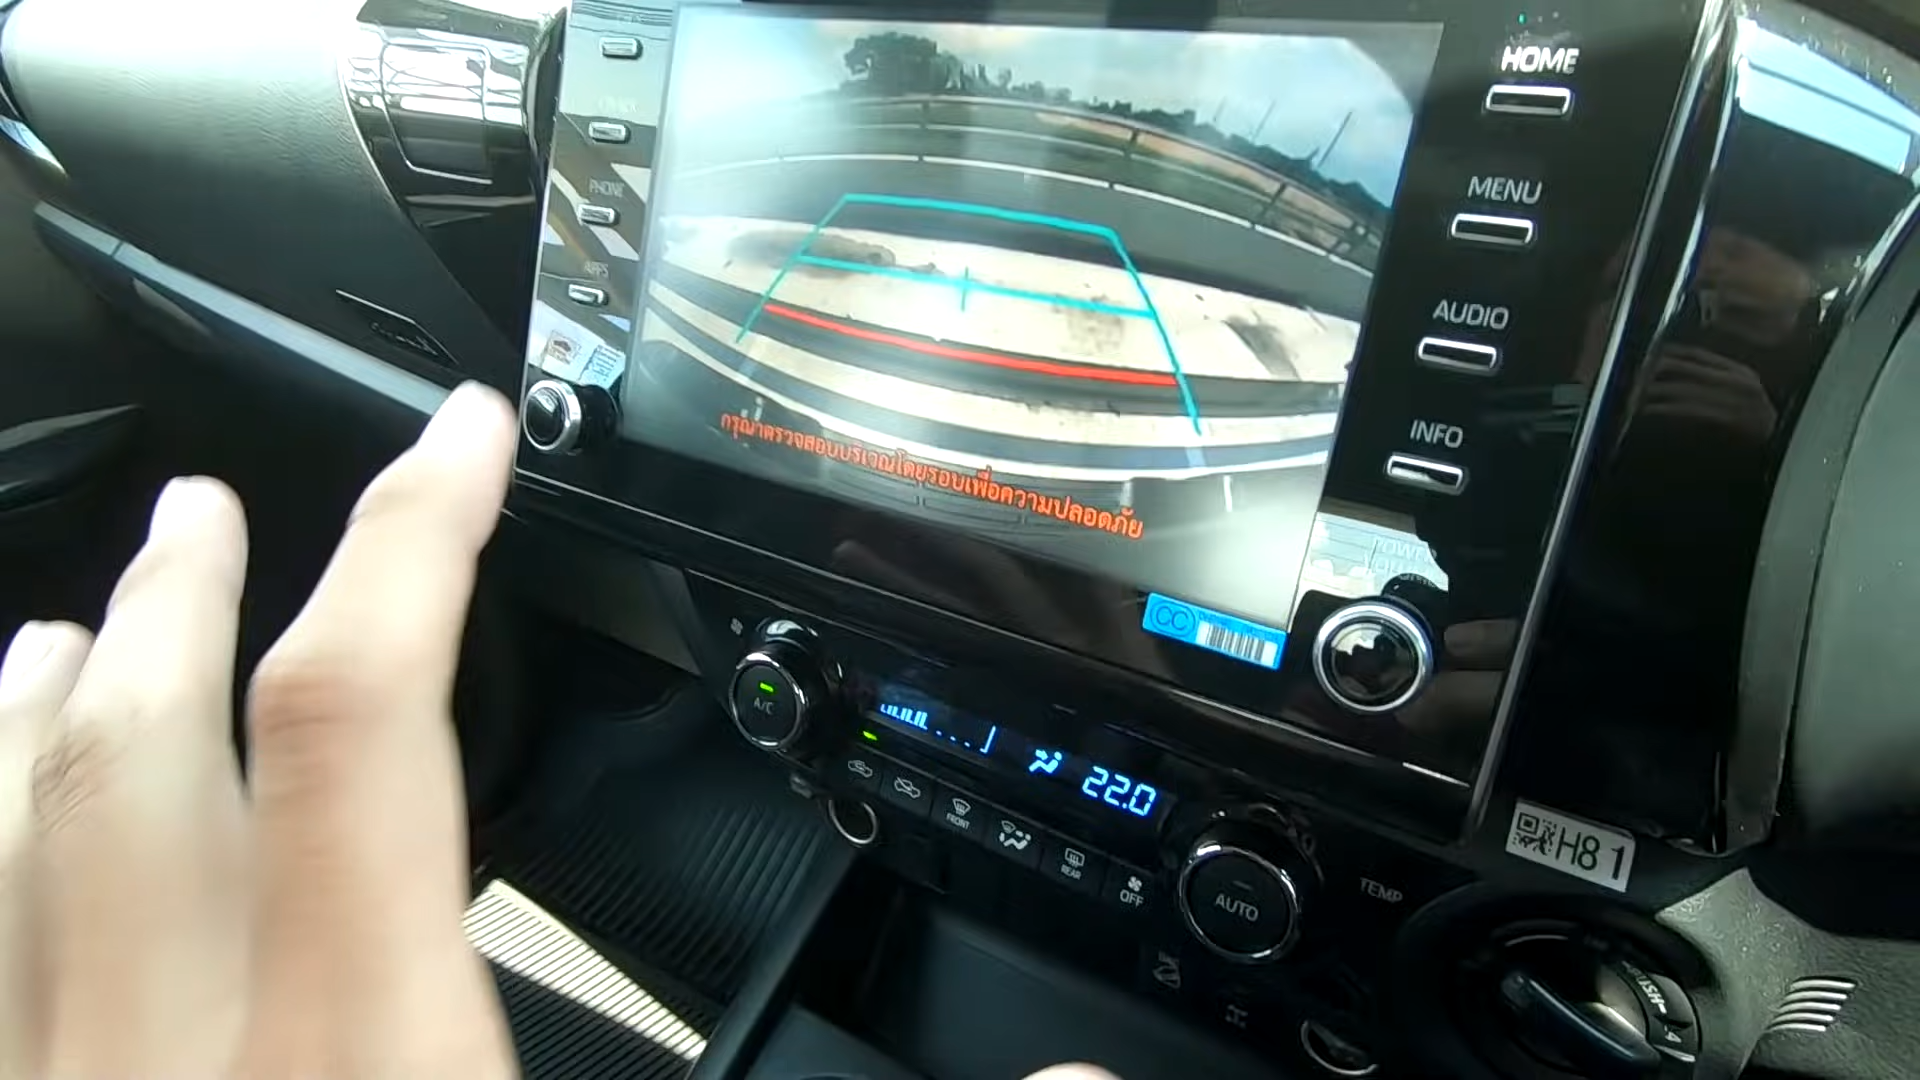 HOME
MENU
AUDIO
INFO
PHONE
APPS
กรุณาตรวจสอบบริเวณโดยรอบเพื่อความปลอดภัย
POWER
CC
A/C
22.0
FRONT
REAR
OFF
AUTO
TEMP
H8 1